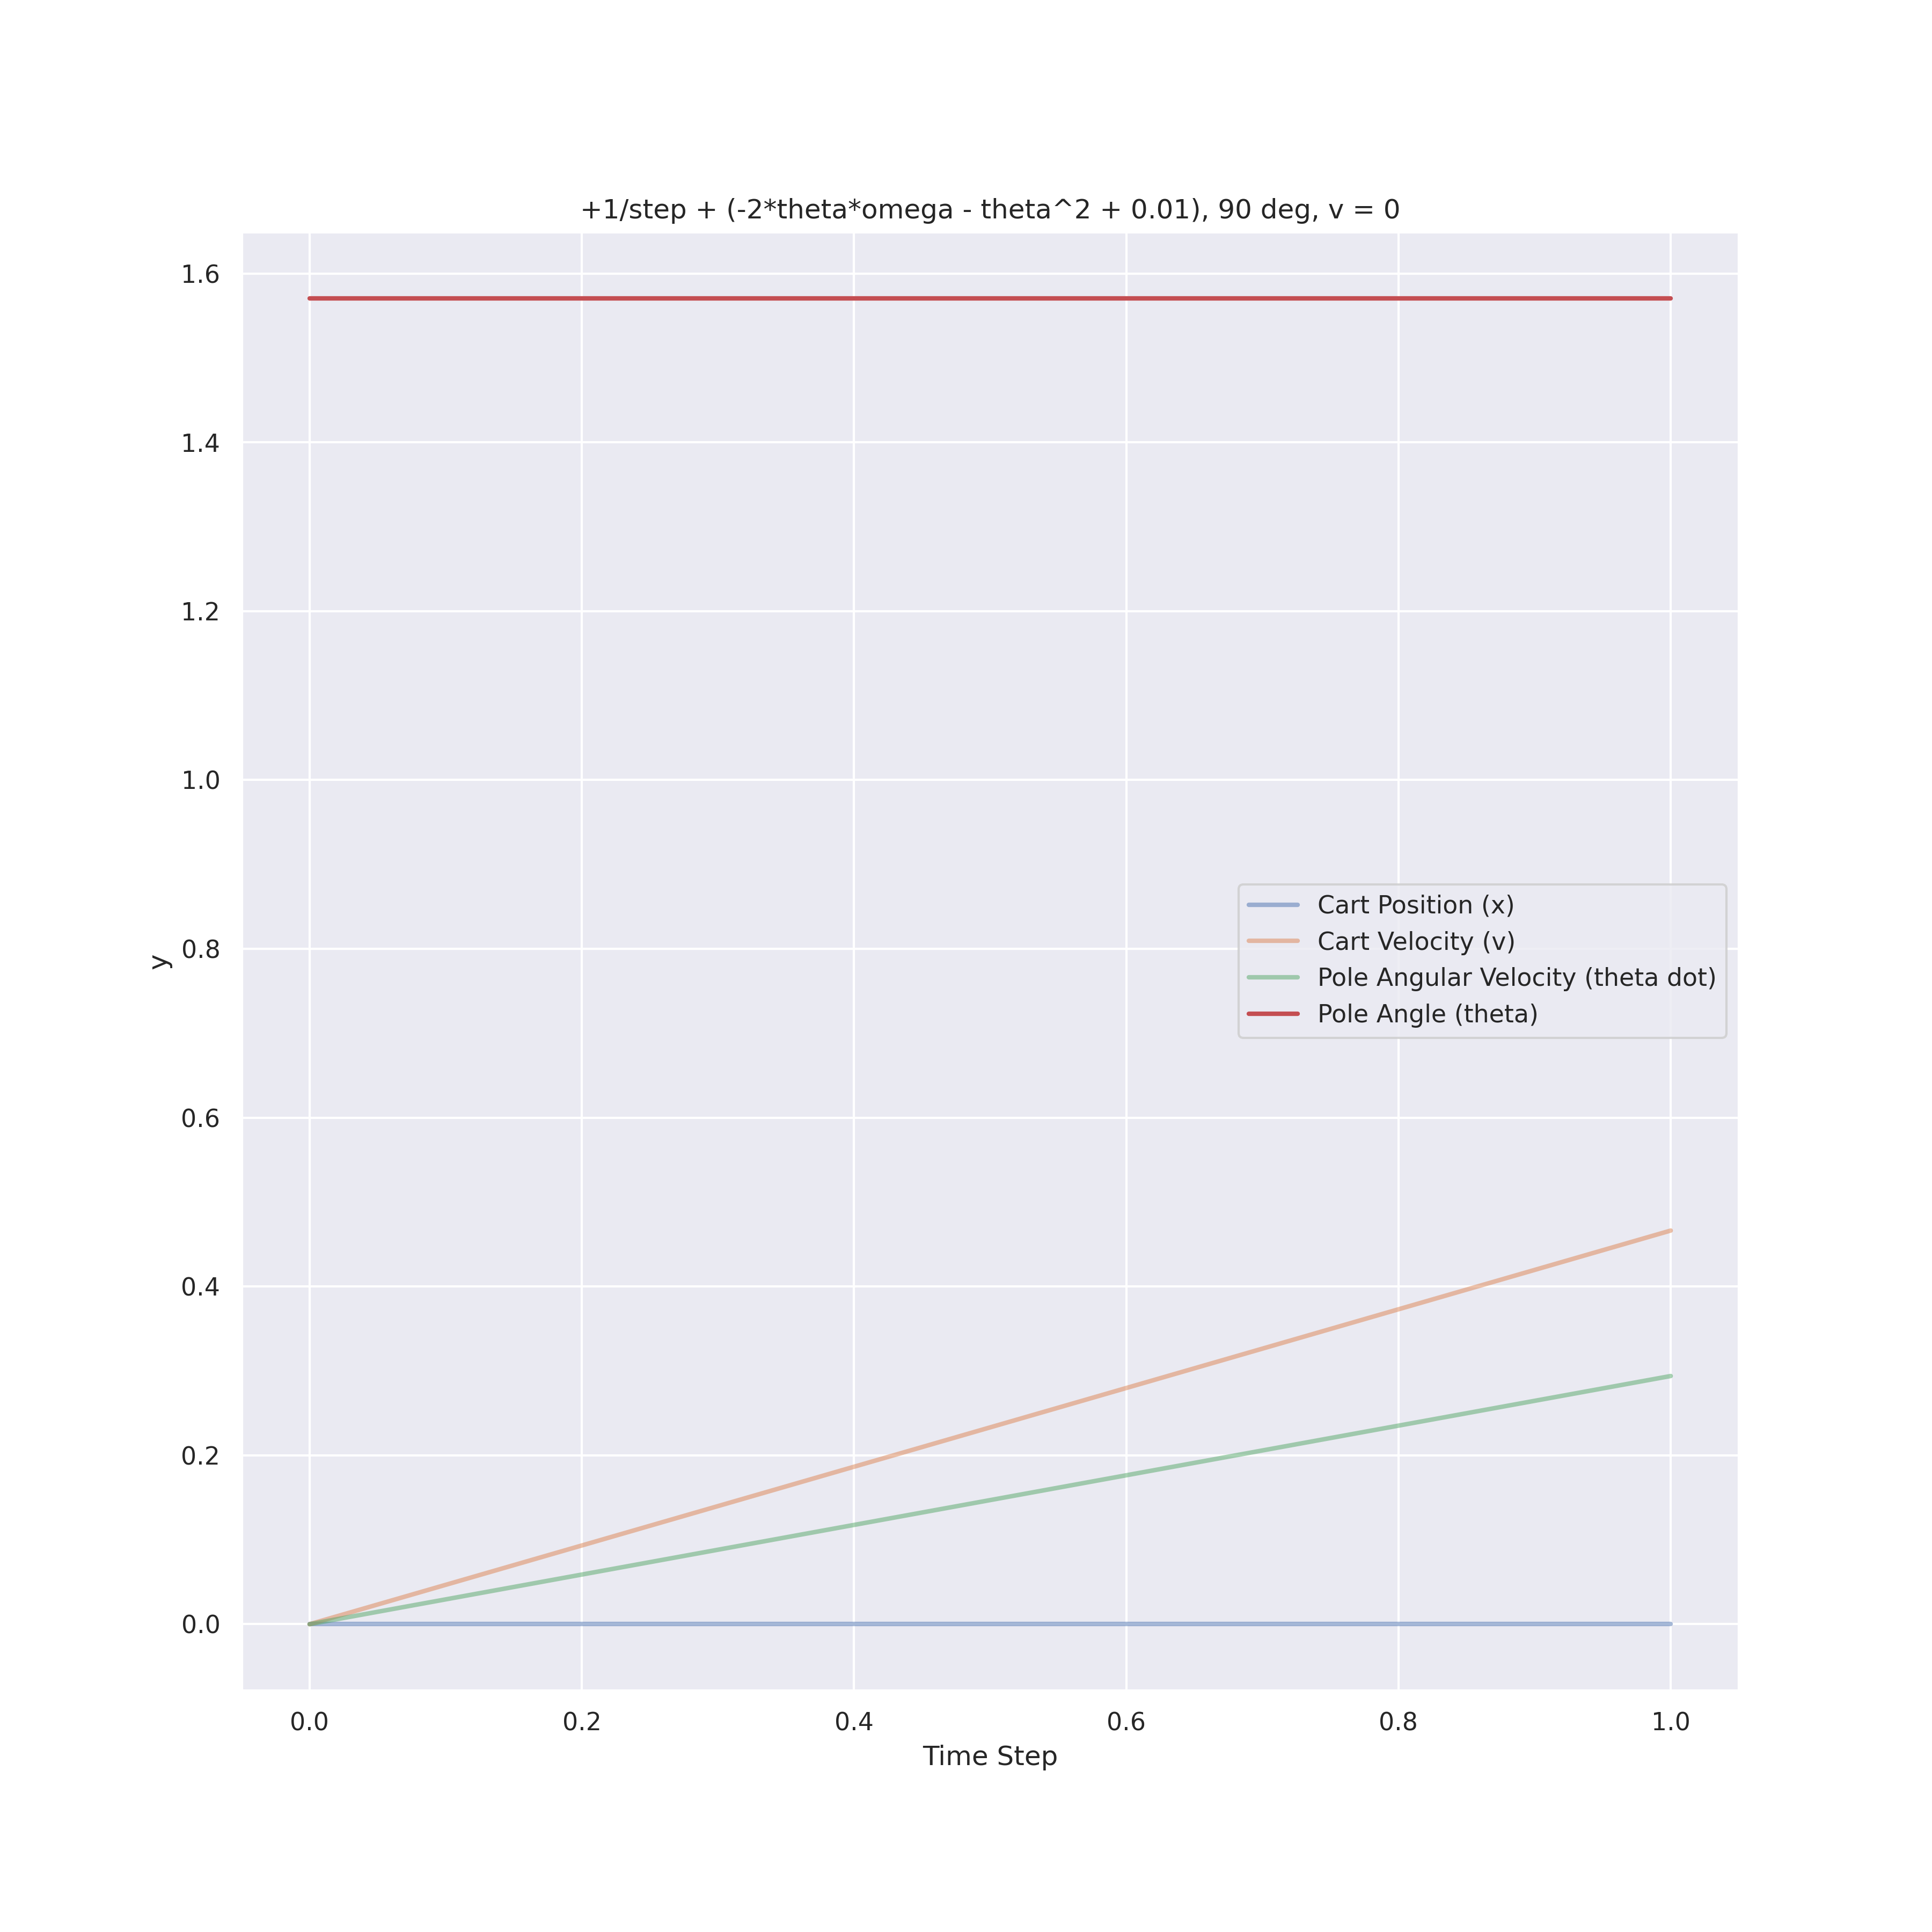 +1/step + (-2*theta*omega - theta^2 + 0.01), 90 deg, v = 0
1.6
1.4
1.2
1.0
0.8
0.6
0.4
0.2
0.0
y
Cart Position (x)
Cart Velocity (v)
Pole Angular Velocity (theta dot)
Pole Angle (theta)
0.0 0.2 0.4 0.6 0.8 1.0
Time Step